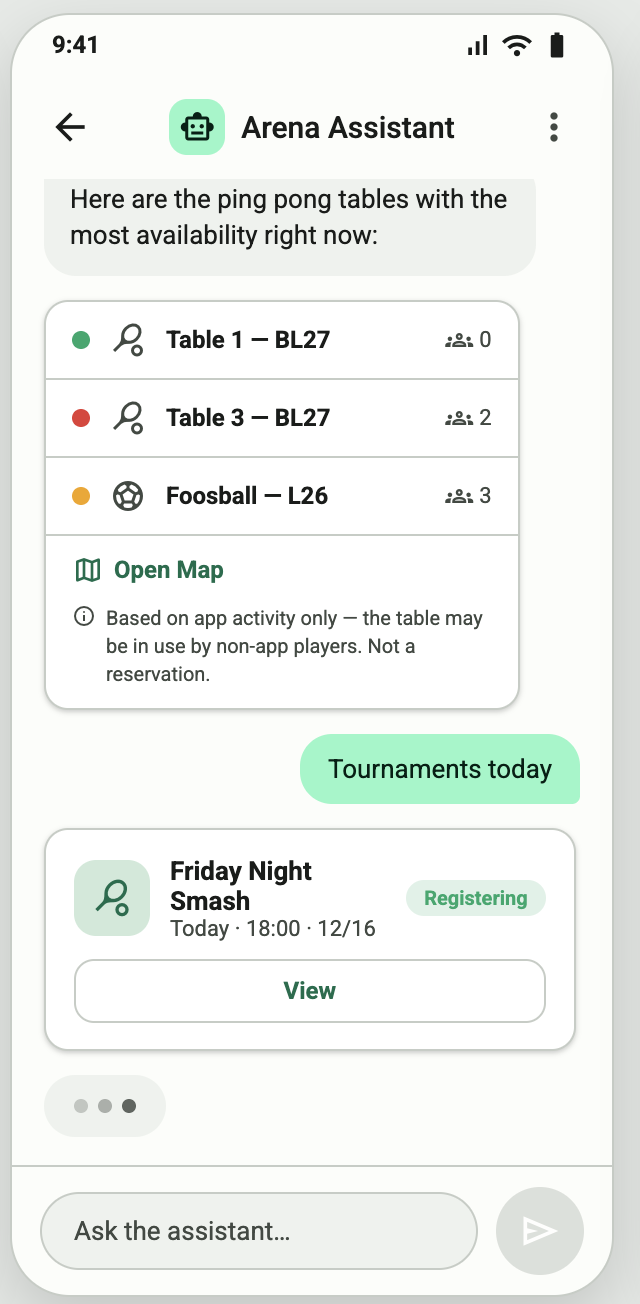 9:41
Arena Assistant
Here are the ping pong tables with the
most availability right now:
Table 1 — BL27
0
Table 3 — BL27
2
Foosball — L26
3
Open Map
Based on app activity only — the table may
be in use by non-app players. Not a
reservation.
Tournaments today
Friday Night
Smash
Today · 18:00 · 12/16
Registering
View
Ask the assistant…